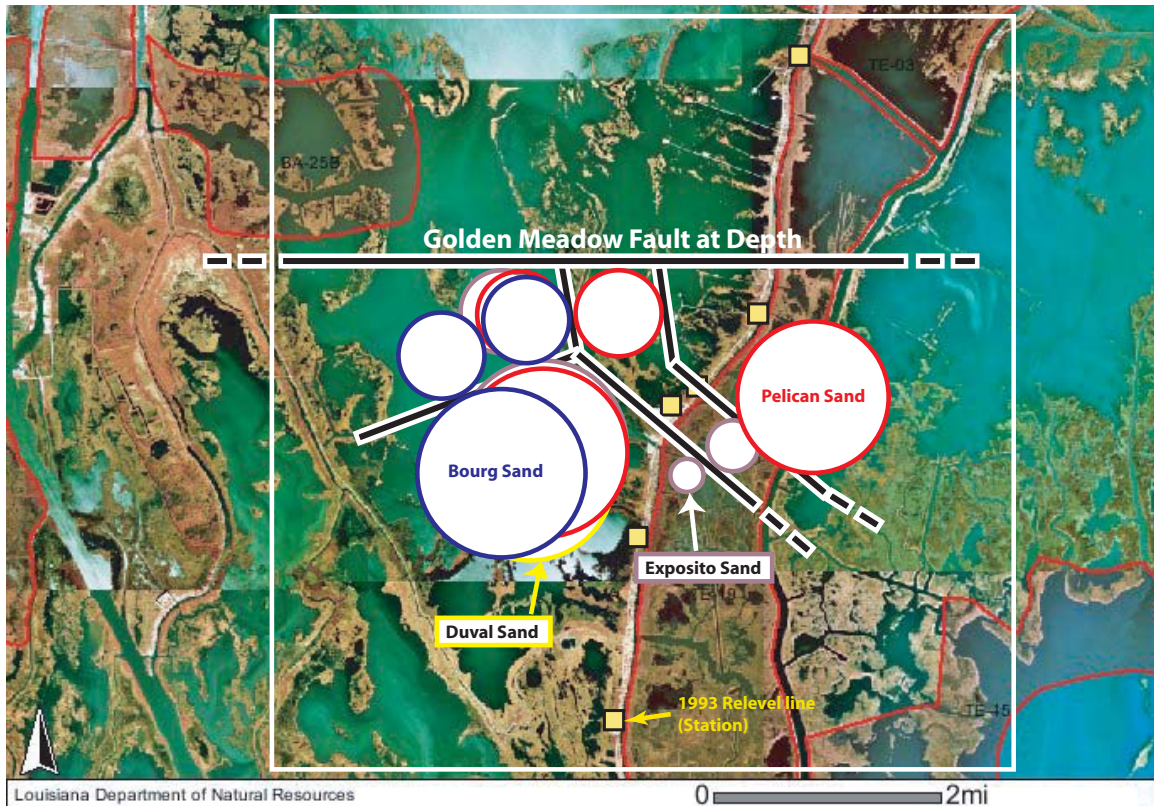 TE-03
BA-25B
Golden Meadow Fault at Depth
Pelican Sand
Bourg Sand
Exposito Sand
Duval Sand
1993 Relevel line
(Station)
TE-45
Louisiana Department of Natural Resources
0
2mi